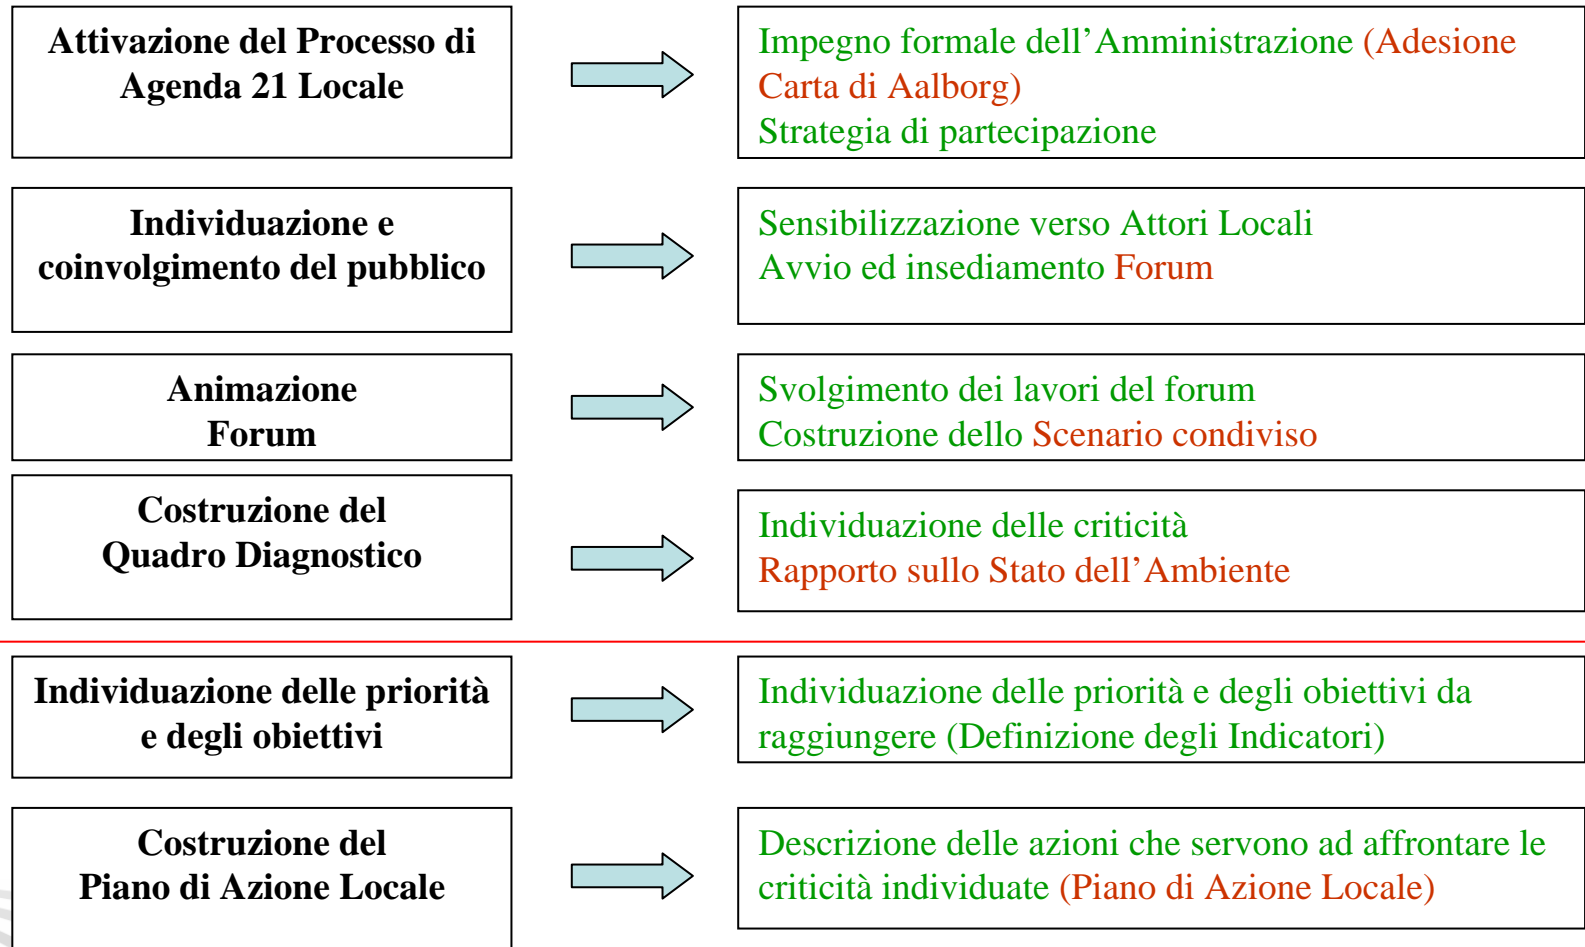 Attivazione del Processo di
Agenda 21 Locale
Impegno formale dell’Amministrazione (Adesione
Carta di Aalborg)
Strategia di partecipazione
Individuazione e
coinvolgimento del pubblico
Sensibilizzazione verso Attori Locali
Avvio ed insediamento Forum
Animazione
Forum
Svolgimento dei lavori del forum
Costruzione dello Scenario condiviso
Costruzione del
Quadro Diagnostico
Individuazione delle criticità
Rapporto sullo Stato dell’Ambiente
Individuazione delle priorità
e degli obiettivi
Individuazione delle priorità e degli obiettivi da
raggiungere (Definizione degli Indicatori)
Costruzione del
Piano di Azione Locale
Descrizione delle azioni che servono ad affrontare le
criticità individuate (Piano di Azione Locale)